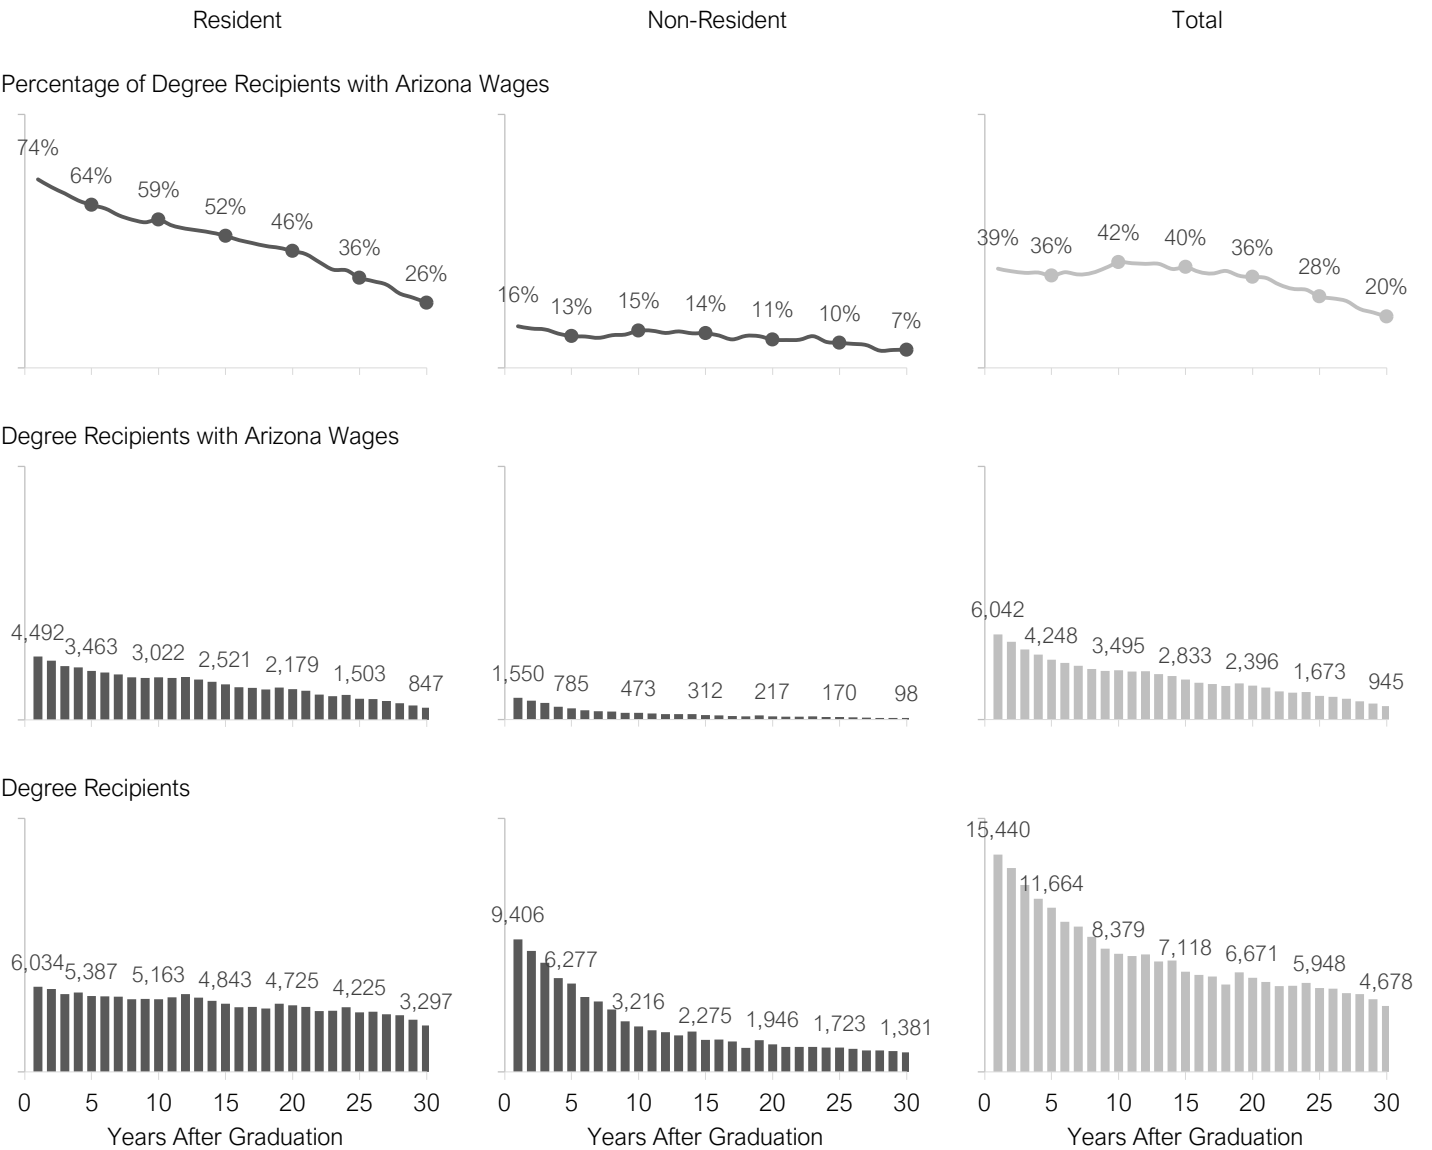 Resident Non-Resident Total
Percentage of Degree Recipients with Arizona Wages
74% 64% 59% 52% 46% 36% 26%
16% 13% 15% 14% 11% 10% 7%
39% 36% 42% 40% 36% 28% 20%
Degree Recipients with Arizona Wages
4,492 3,463 3,022 2,521 2,179 1,503 847
1,550 785 473 312 217 170 98
6,042 4,248 3,495 2,833 2,396 1,673 945
Degree Recipients
6,034 5,387 5,163 4,843 4,725 4,225 3,297
9,406 6,277 3,216 2,275 1,946 1,723 1,381
15,440 11,664 8,379 7,118 6,671 5,948 4,678
0 5 10 15 20 25 30
0 5 10 15 20 25 30
0 5 10 15 20 25 30
Years After Graduation Years After Graduation Years After Graduation